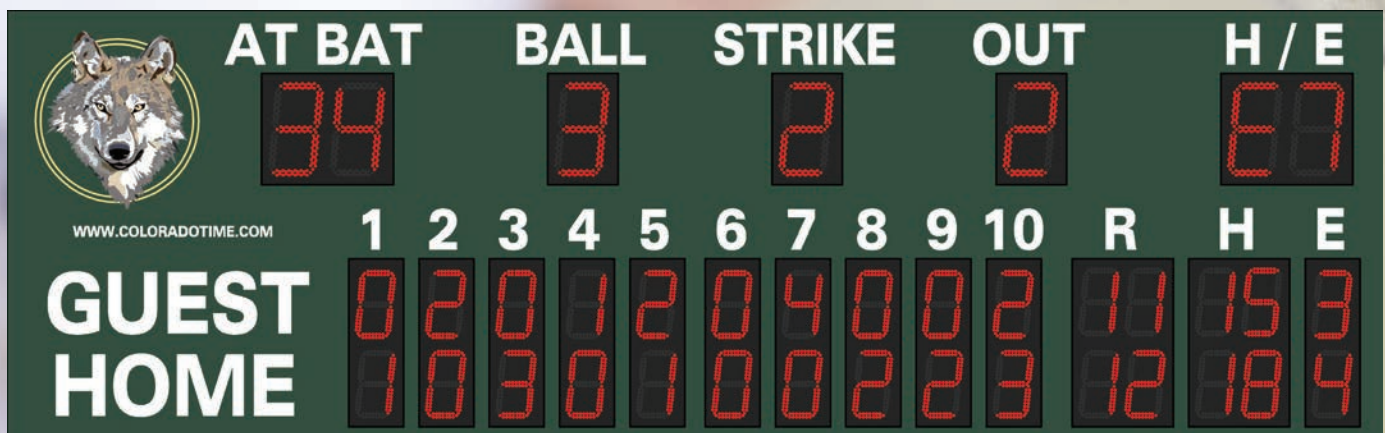 AT BAT BALL STRIKE OUT H / E
34 3 2 2 E7
WWW.COLORADOTIME.COM
1 2 3 4 5 6 7 8 9 10 R H E
GUEST 0 2 0 1 2 0 4 0 0 2 11 15 3
HOME 1 0 3 0 1 0 0 2 2 3 12 18 4